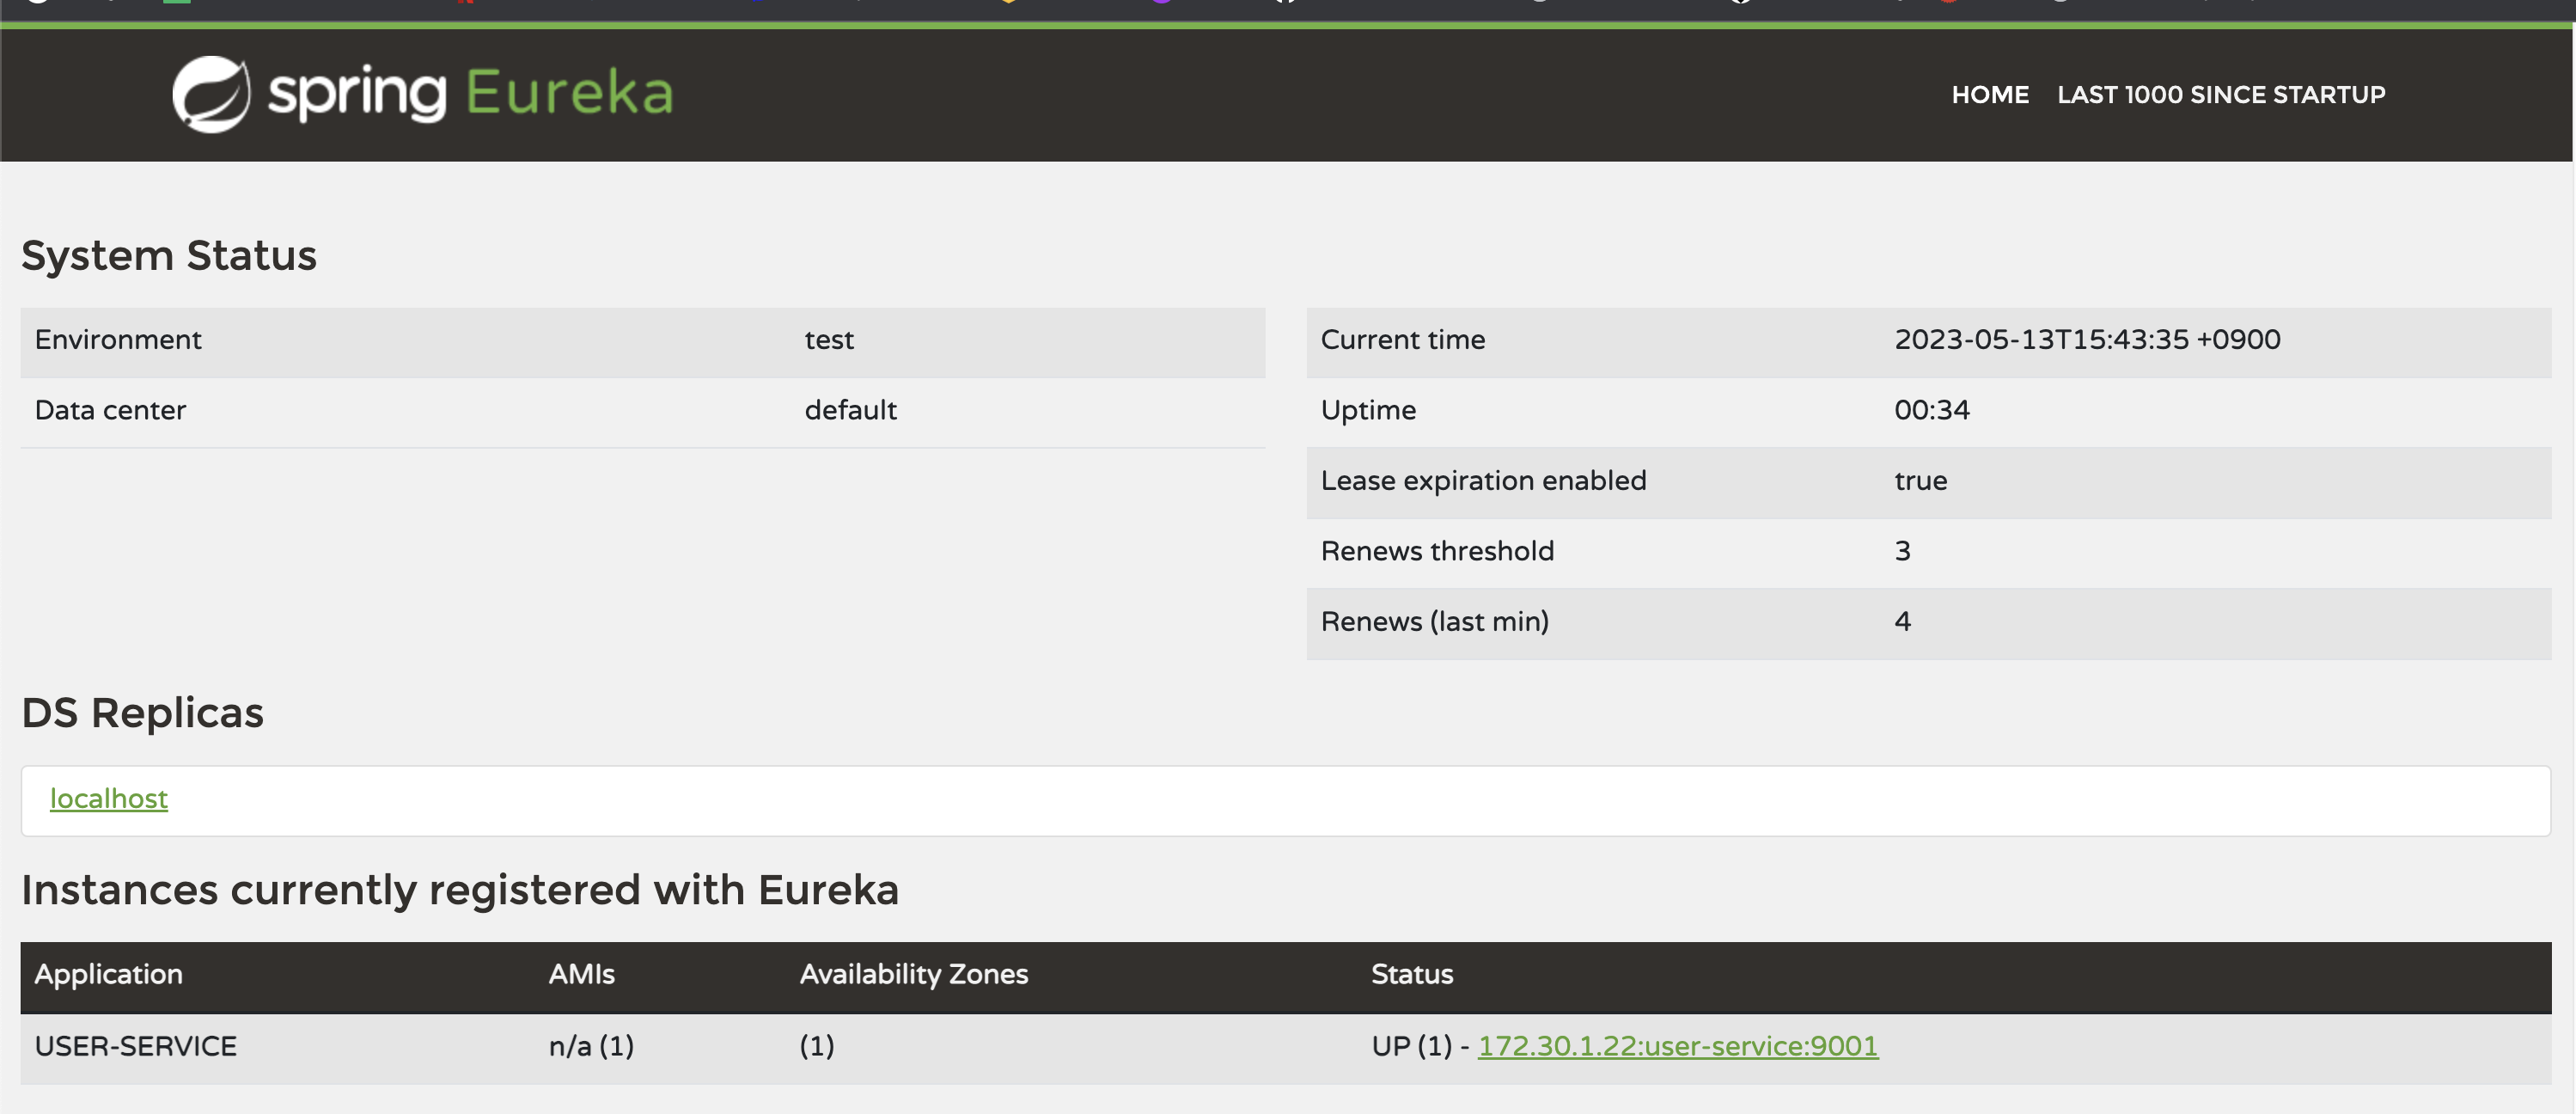 spring Eureka
HOME LAST 1000 SINCE STARTUP
System Status
Environment test
Data center default
Current time 2023-05-13T15:43:35 +0900
Uptime 00:34
Lease expiration enabled true
Renews threshold 3
Renews (last min) 4
DS Replicas
localhost
Instances currently registered with Eureka
Application AMIs Availability Zones Status
USER-SERVICE n/a (1) (1) UP (1) - 172.30.1.22:user-service:9001